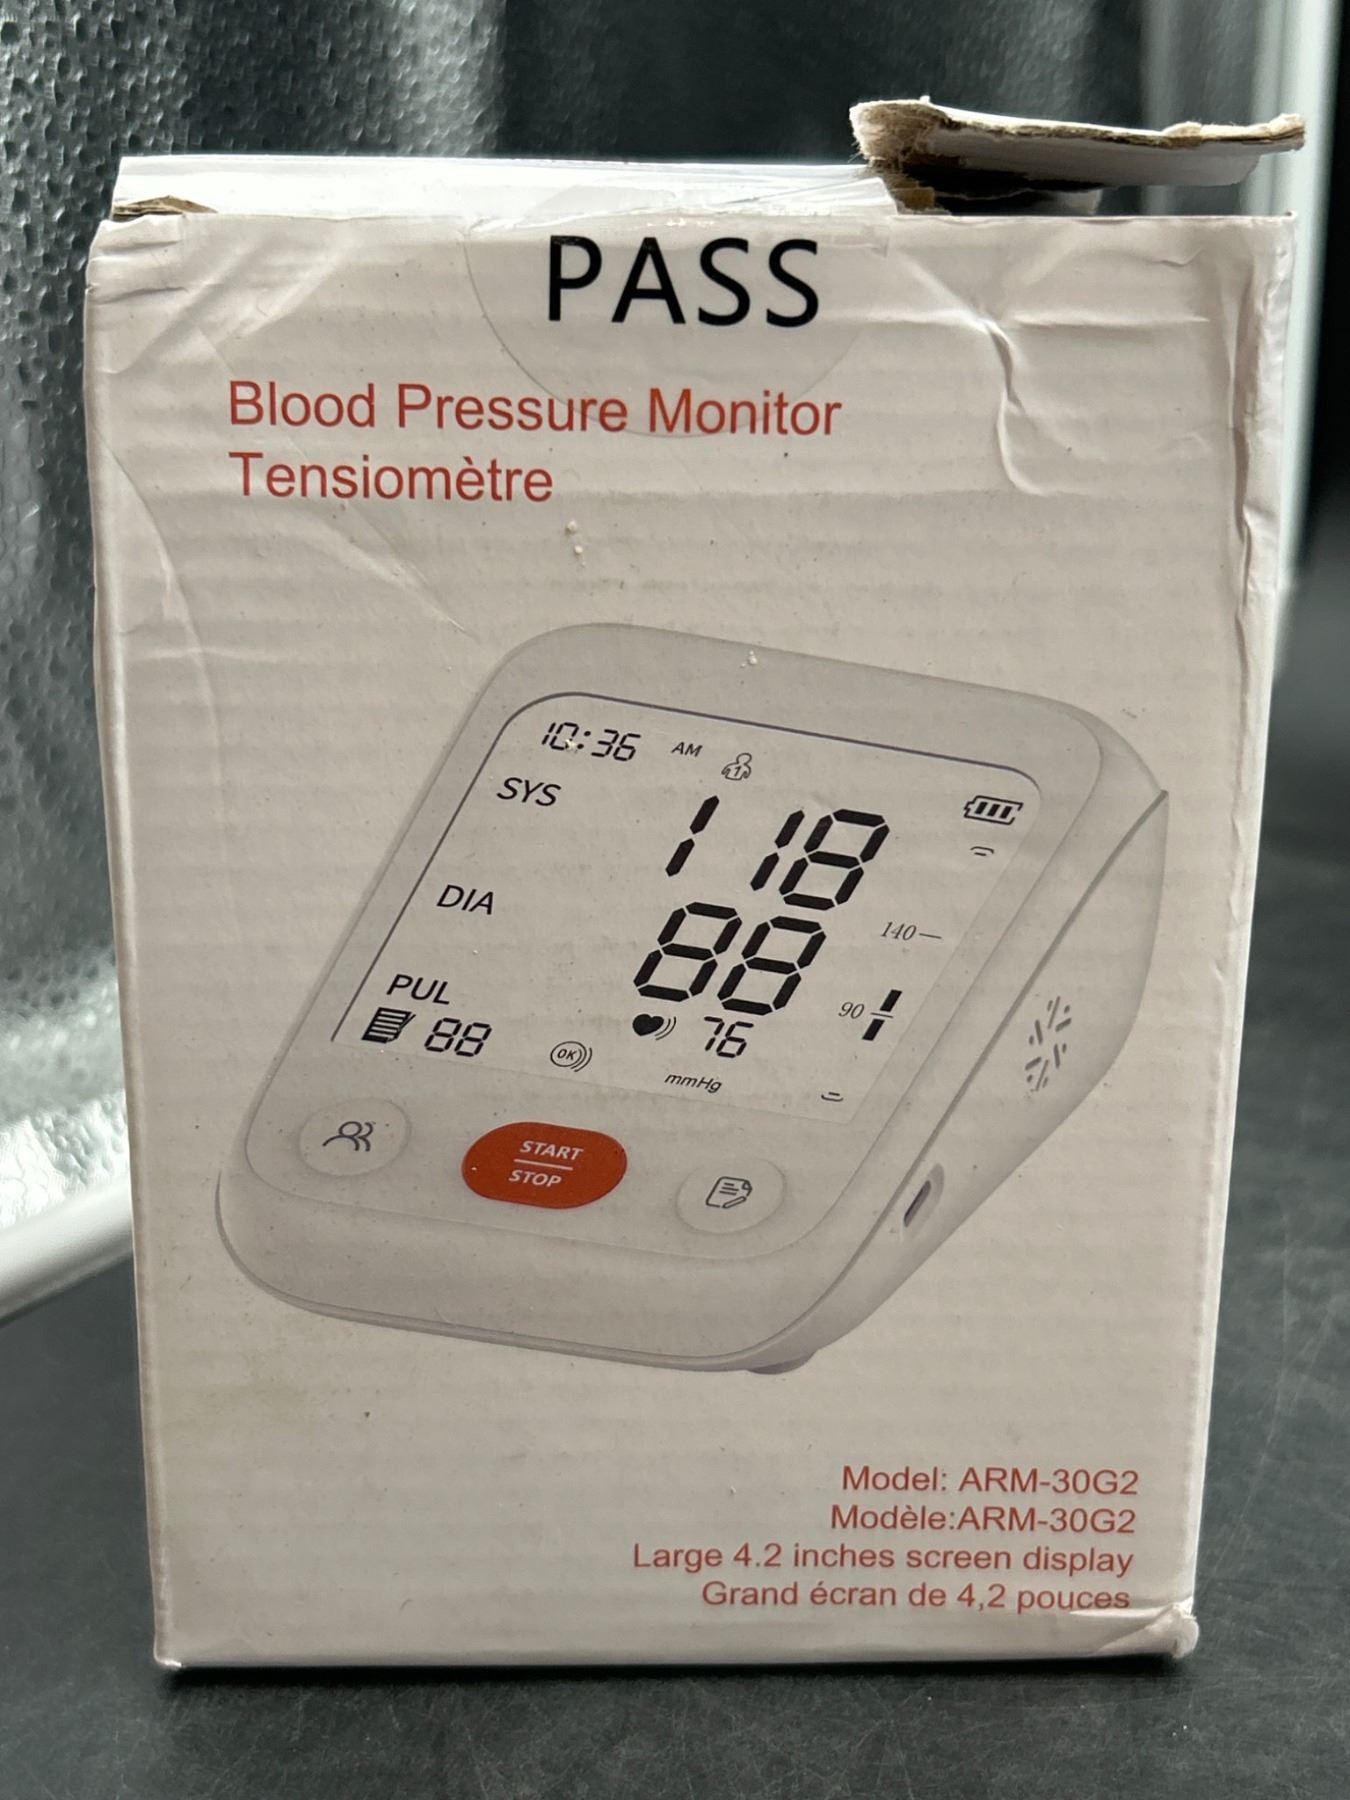 PASS
Blood Pressure Monitor
Tensiomètre
10:36 AM 1
SYS 118
DIA 88
140
90
PUL
88 OK 76
mmHg
START
STOP
Model: ARM-30G2
Modèle:ARM-30G2
Large 4.2 inches screen display
Grand écran de 4,2 pouces